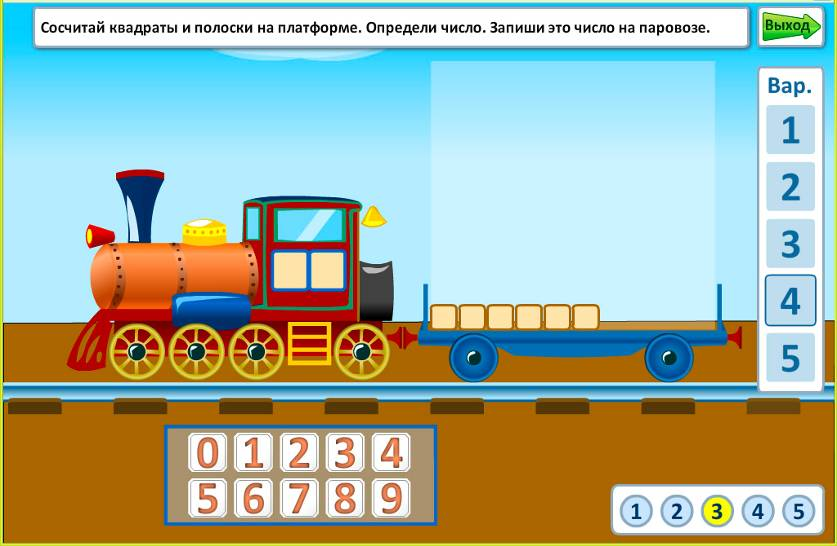 Сосчитай квадраты и полоски на платформе. Определи число. Запиши это число на паровозе.
Выход
Вар.
1
2
3
4
5
0 1 2 3 4
5 6 7 8 9
1 2 3 4 5